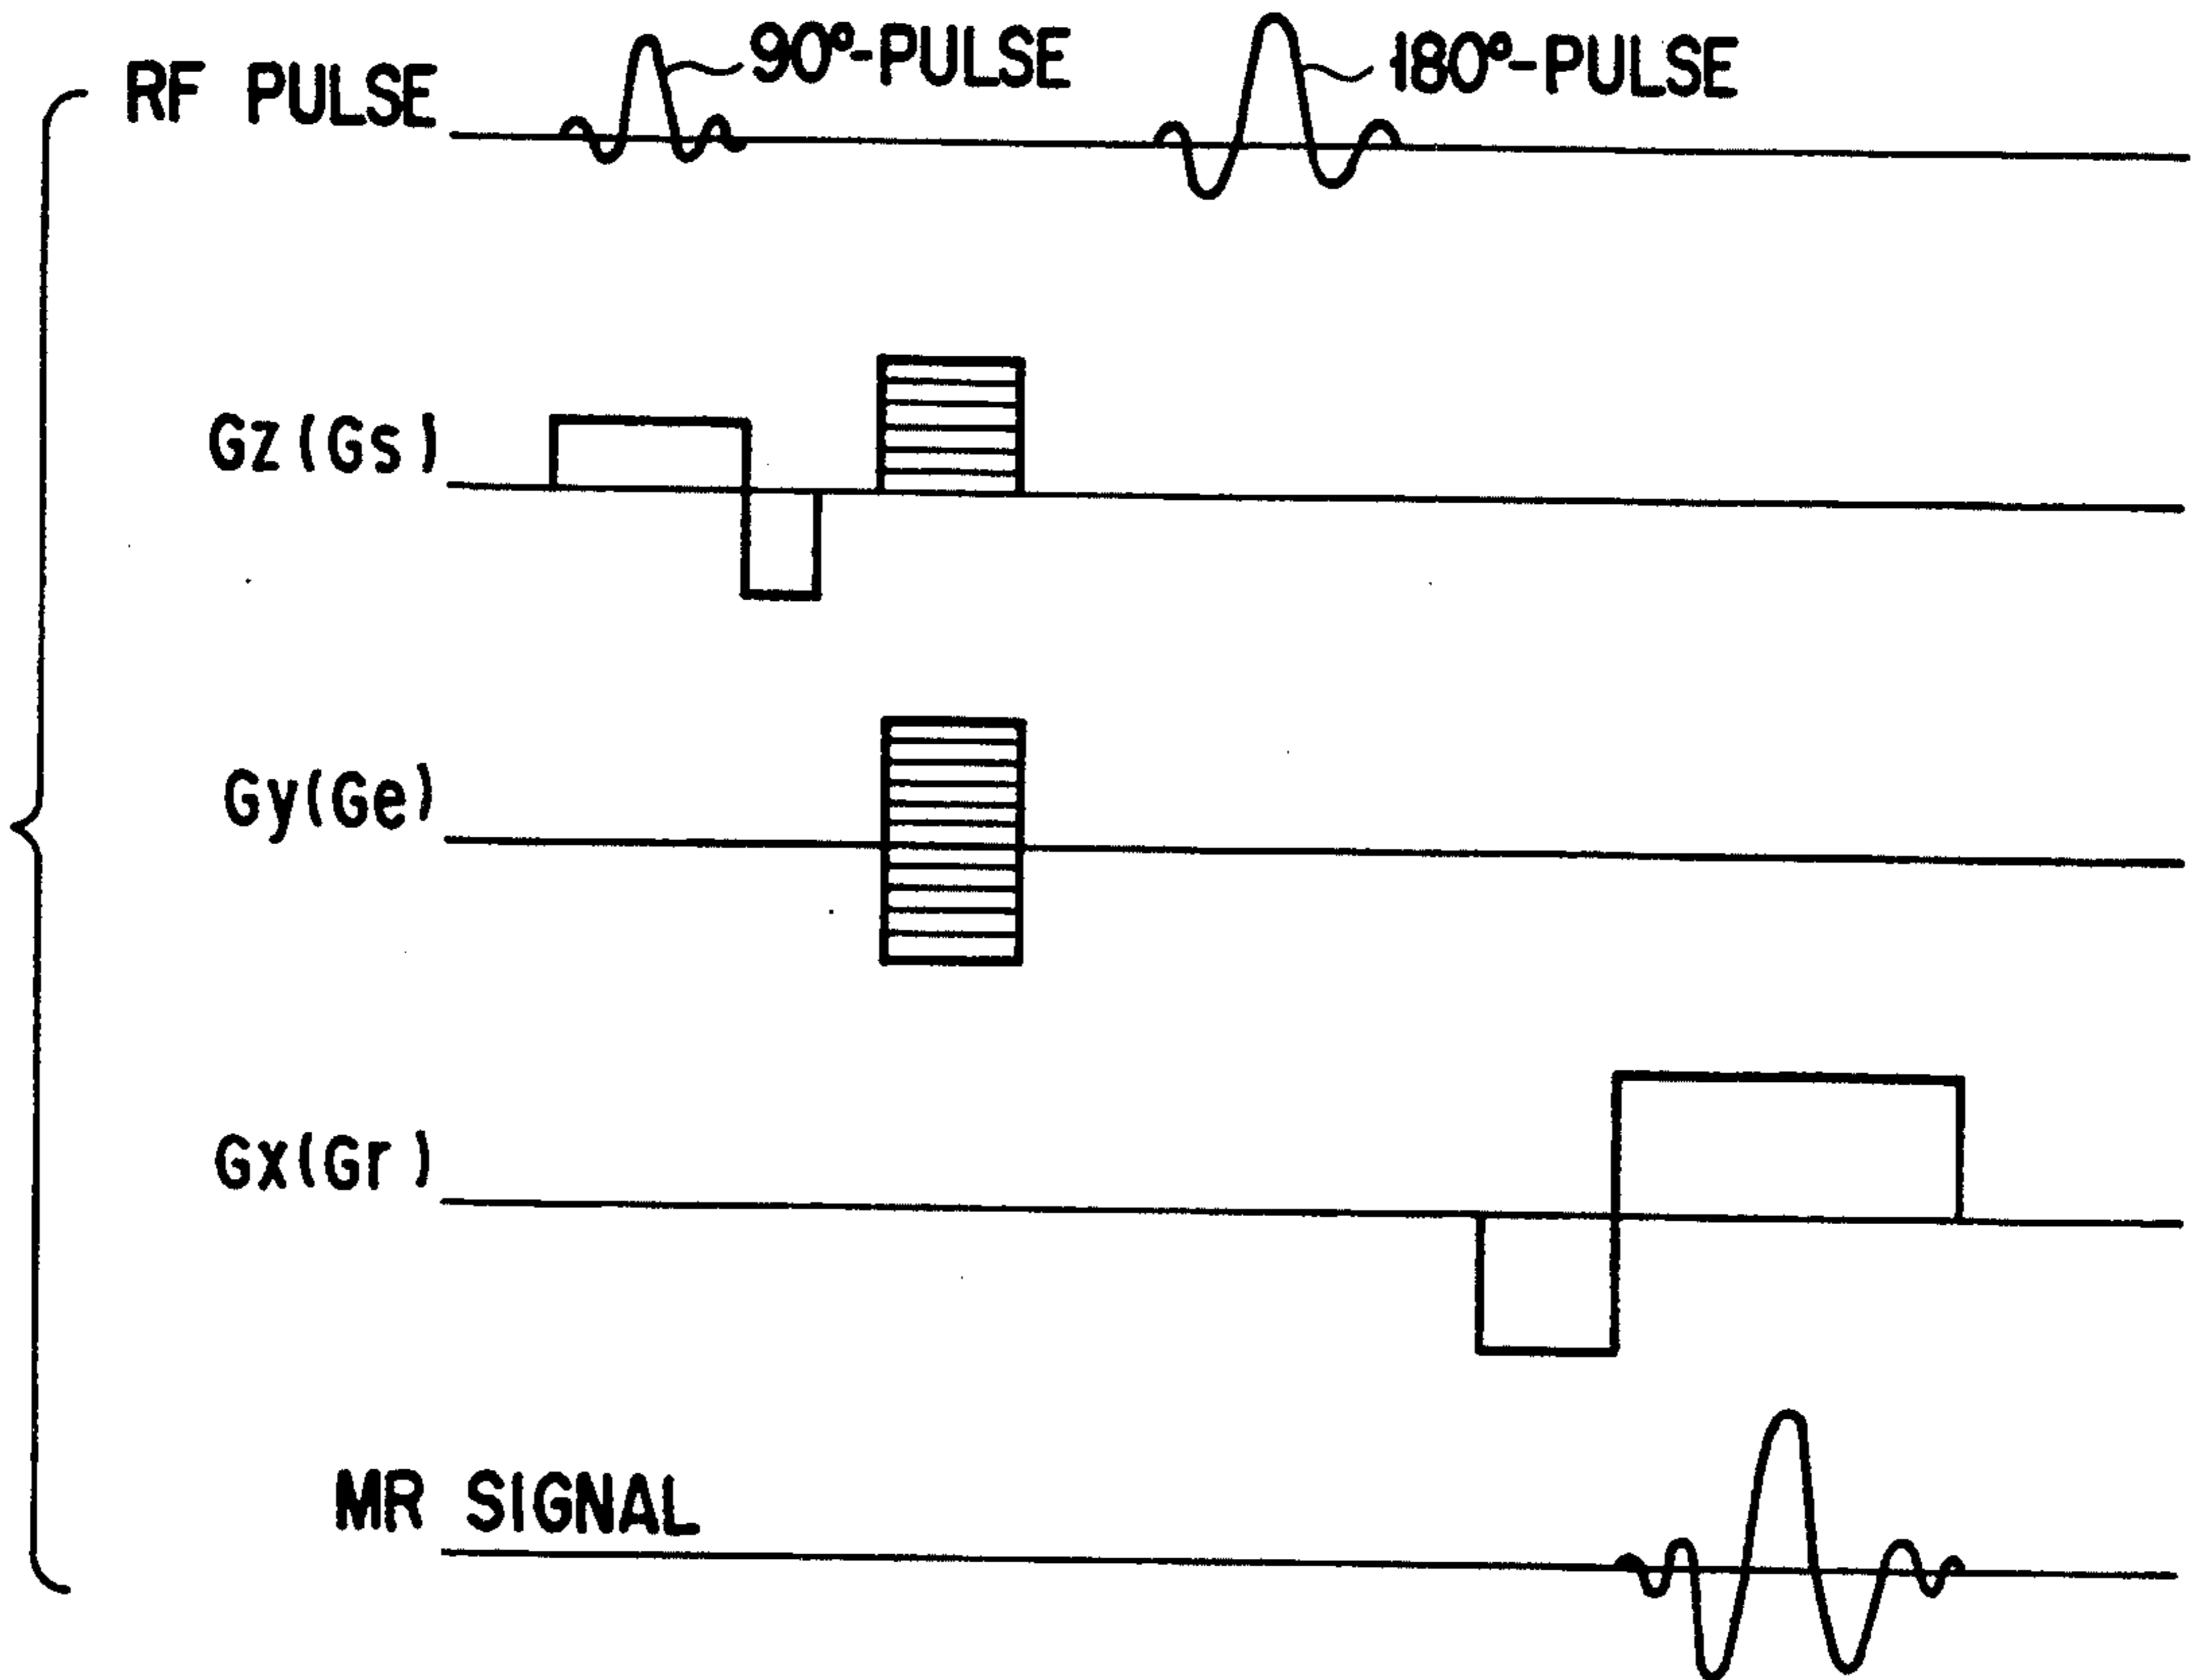 RF PULSE
90°-PULSE
180°-PULSE
Gz(Gs)
Gy(Ge)
Gx(Gr)
MR SIGNAL